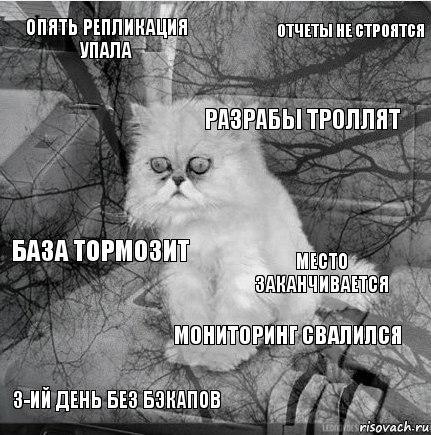 ОПЯТЬ РЕПЛИКАЦИЯ
УПАЛА
ОТЧЕТЫ НЕ СТРОЯТСЯ
РАЗРАБЫ ТРОЛЛЯТ
БАЗА ТОРМОЗИТ
МЕСТО
ЗАКАНЧИВАЕТСЯ
МОНИТОРИНГ СВАЛИЛСЯ
3-ИЙ ДЕНЬ БЕЗ БЭКАПОВ
risovach.ru